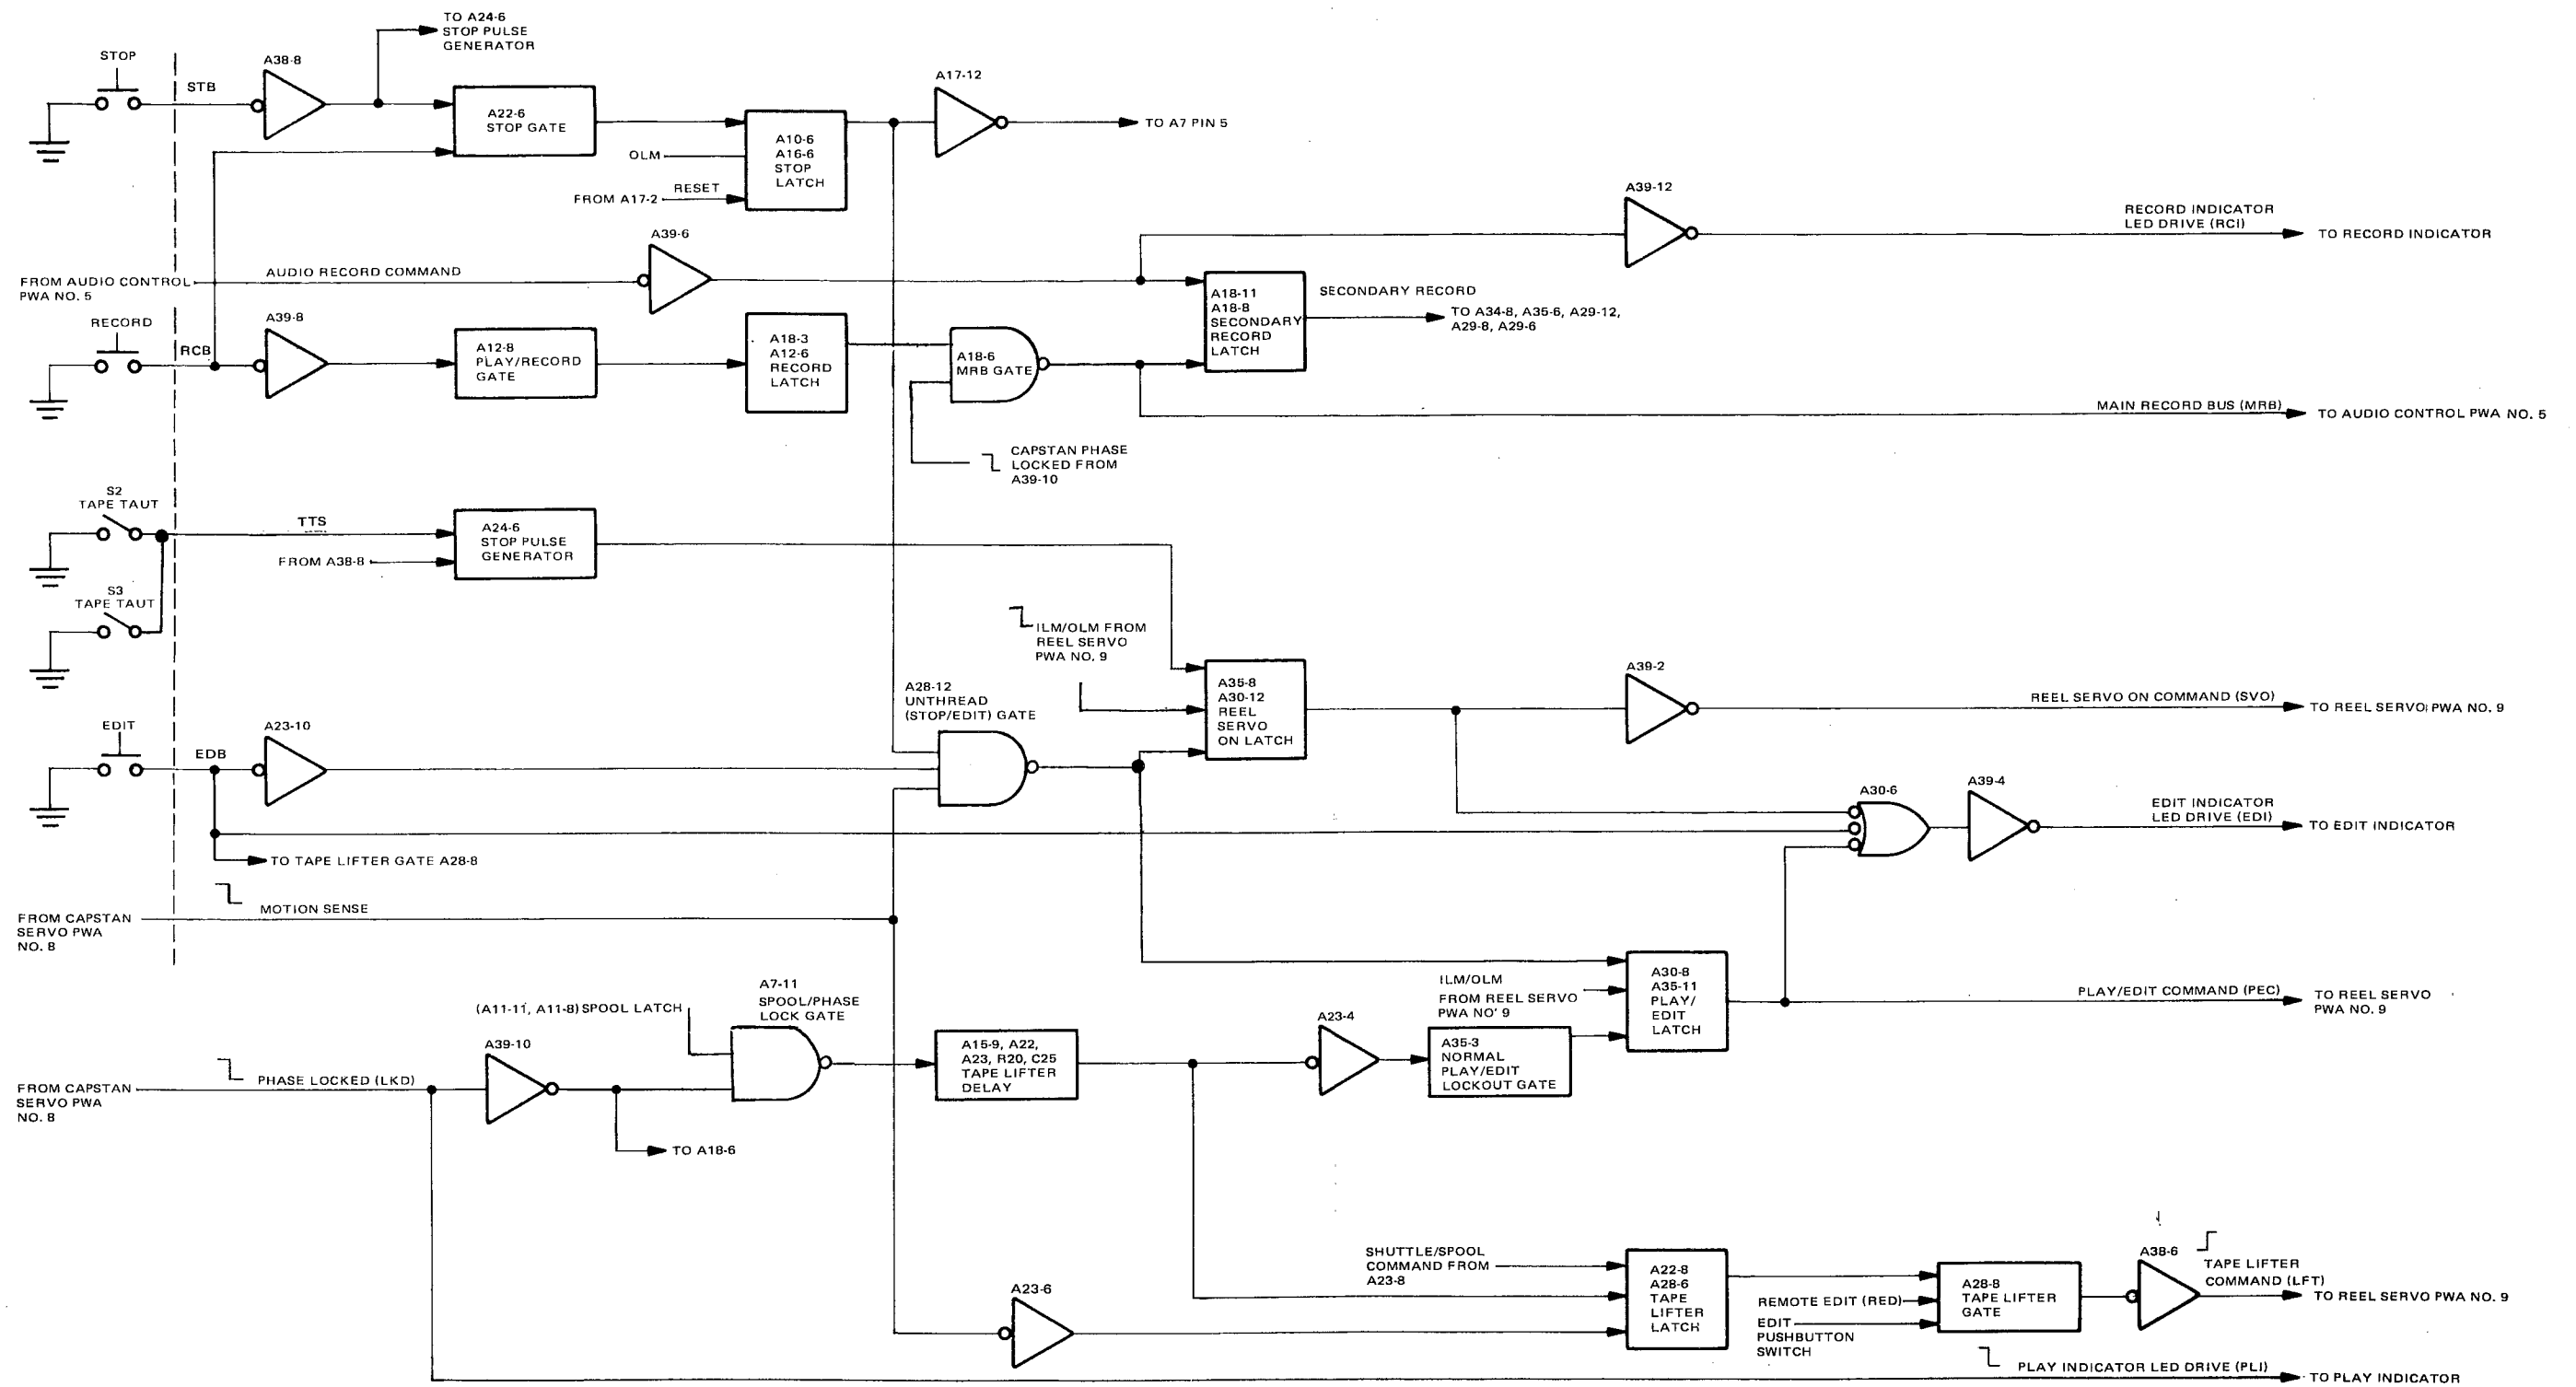 TO A24-6
STOP PULSE
GENERATOR
STOP
STB
A38-8
A22-6
STOP GATE
A10-6
A16-6
STOP
LATCH
OLM
RESET
FROM A17-2
A17-12
TO A7 PIN 5
A39-12
RECORD INDICATOR
LED DRIVE (RCI)
TO RECORD INDICATOR
FROM AUDIO CONTROL
PWA NO. 5
AUDIO RECORD COMMAND
A39-6
A18-11
A18-8
SECONDARY
RECORD
LATCH
SECONDARY RECORD
TO A34-8, A35-6, A29-12,
A29-8, A29-6
RECORD
RCB
A39-8
A12-8
PLAY/RECORD
GATE
A18-3
A12-6
RECORD
LATCH
A18-6
MRB GATE
MAIN RECORD BUS (MRB)
TO AUDIO CONTROL PWA NO. 5
CAPSTAN PHASE
LOCKED FROM
A39-10
S2
TAPE TAUT
TTS
FROM A38-8
A24-6
STOP PULSE
GENERATOR
S3
TAPE TAUT
ILM/OLM FROM
REEL SERVO
PWA NO. 9
A35-8
A30-12
REEL
SERVO
ON LATCH
A39-2
REEL SERVO ON COMMAND (SVO)
TO REEL SERVO PWA NO. 9
EDIT
EDB
A23-10
A28-12
UNTHREAD
(STOP/EDIT) GATE
A30-6
A39-4
EDIT INDICATOR
LED DRIVE (EDI)
TO EDIT INDICATOR
TO TAPE LIFTER GATE A28-8
FROM CAPSTAN
SERVO PWA
NO. 8
MOTION SENSE
(A11-11, A11-8) SPOOL LATCH
A7-11
SPOOL/PHASE
LOCK GATE
ILM/OLM
FROM REEL SERVO
PWA NO' 9
A30-8
A35-11
PLAY/
EDIT
LATCH
PLAY/EDIT COMMAND (PEC)
TO REEL SERVO
PWA NO. 9
FROM CAPSTAN
SERVO PWA
NO. 8
PHASE LOCKED (LKD)
A39-10
TO A18-6
A15-9, A22,
A23, R20, C25
TAPE LIFTER
DELAY
A23-4
A35-3
NORMAL
PLAY/EDIT
LOCKOUT GATE
SHUTTLE/SPOOL
COMMAND FROM
A23-8
A23-6
A22-8
A28-6
TAPE
LIFTER
LATCH
REMOTE EDIT (RED)
EDIT
PUSHBUTTON
SWITCH
A28-8
TAPE LIFTER
GATE
A38-6
TAPE LIFTER
COMMAND (LFT)
TO REEL SERVO PWA NO. 9
PLAY INDICATOR LED DRIVE (PLI)
TO PLAY INDICATOR